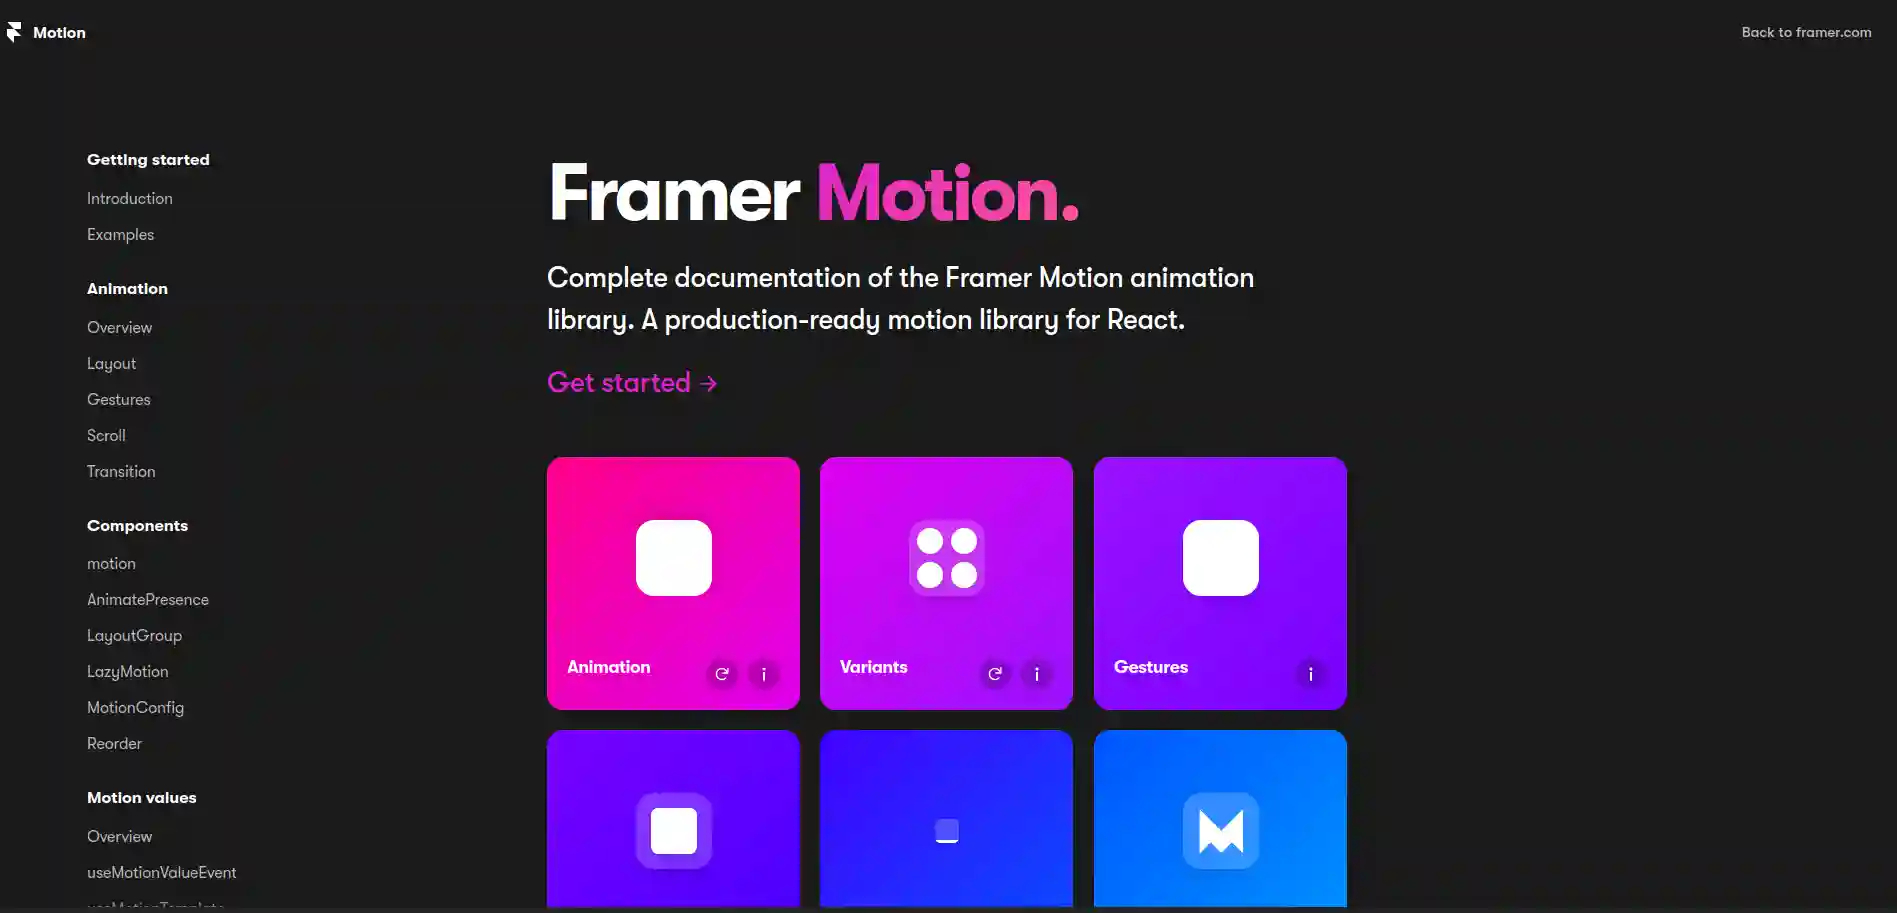 Motion
Back to framer.com
Getting started
Introduction
Examples
Animation
Overview
Layout
Gestures
Scroll
Transition
Components
motion
AnimatePresence
LayoutGroup
LazyMotion
MotionConfig
Reorder
Motion values
Overview
useMotionValueEvent
useMotionTemplate
Framer Motion.
Complete documentation of the Framer Motion animation
library. A production-ready motion library for React.
Get started →
Animation
Variants
Gestures